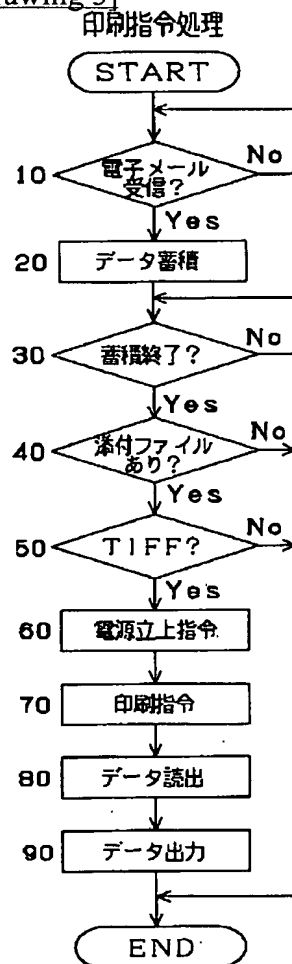 印刷指令処理
START
10 電子メール
受信?
No
Yes
20 データ蓄積
30 蓄積終了?
No
Yes
40 添付ファイル
あり?
No
Yes
50 TIFF?
No
Yes
60 電源立上指令
70 印刷指令
80 データ読出
90 データ出力
END